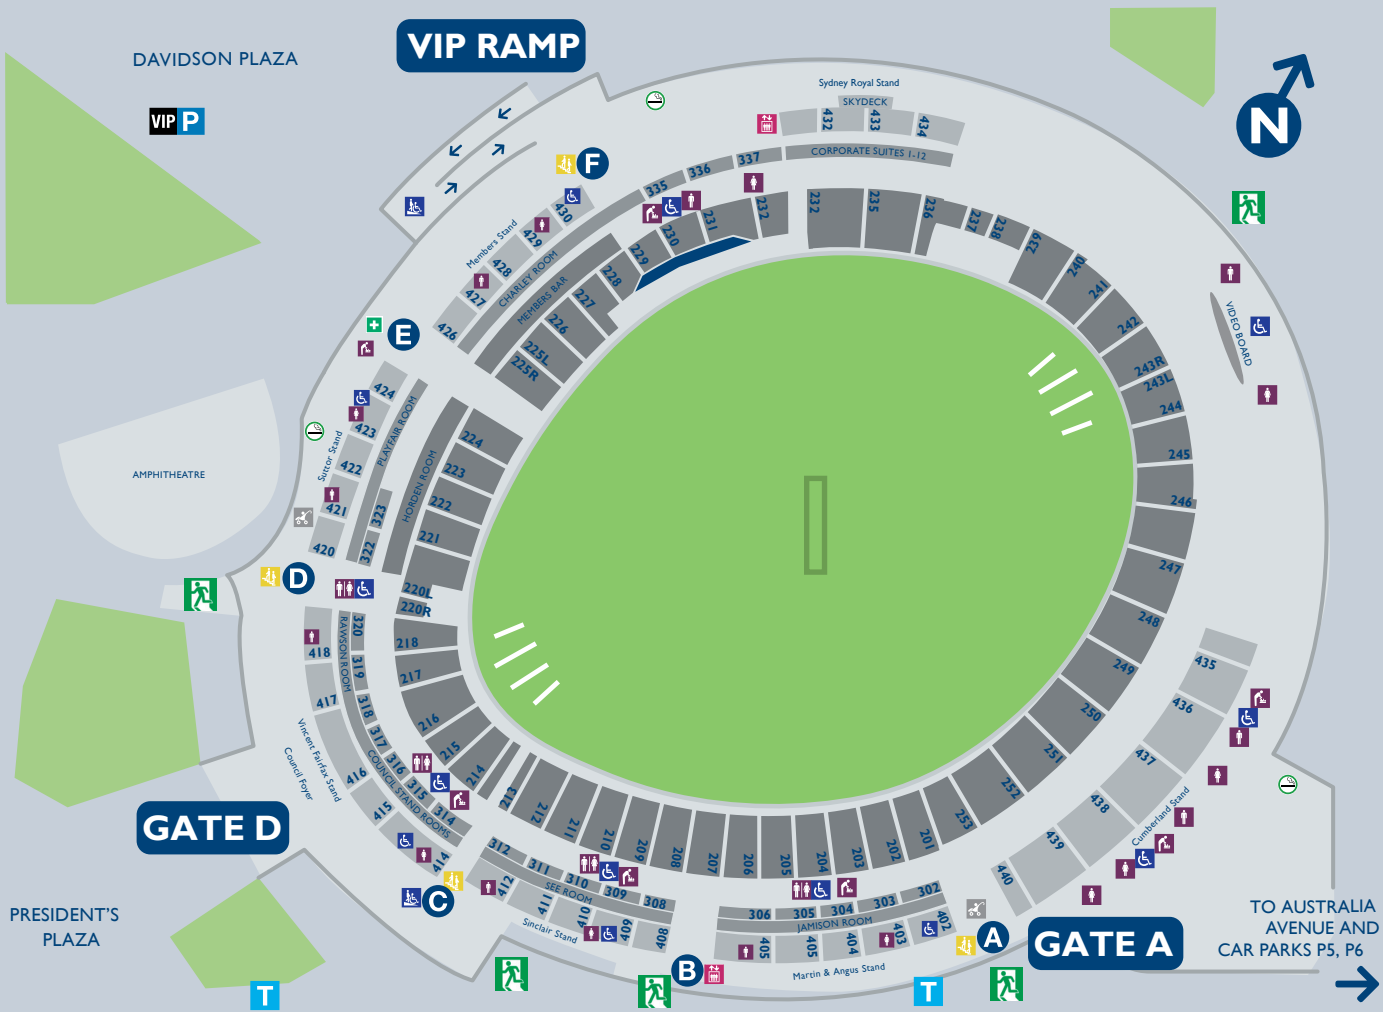 VIP RAMP
DAVIDSON PLAZA
VIP P
Sydney Royal Stand
SKYDECK
432
433
434
CORPORATE SUITES 1-12
N
F
335
336
337
430
429
428
427
426
Members Stand
CHARLEY ROOM
MEMBERS BAR
225R
225L
226
227
228
229
230
231
232
232
235
236
237
238
239
240
241
242
243R
243L
244
245
246
247
248
249
250
251
252
253
VIDEO BOARD
E
424
423
422
421
420
Suttor Stand
PLAYFAIR ROOM
323
322
HORDEN ROOM
224
223
222
221
220L
220R
218
217
216
215
214
213
212
211
210
209
208
207
206
205
204
203
202
201
AMPHITHEATRE
D
418
417
416
415
414
RAWSON ROOM
320
319
318
317
316
315
314
COUNCIL STAND ROOMS
Vincent Fairfax Stand
Council Foyer
GATE D
C
312
311
310
309
308
SEE ROOM
412
411
410
409
408
Sinclair Stand
B
306
305
304
303
302
JAMISON ROOM
405
405
404
403
402
Martin & Angus Stand
A
435
436
437
438
439
440
Cumberland Stand
GATE A
PRESIDENT'S
PLAZA
T
T
TO AUSTRALIA
AVENUE AND
CAR PARKS P5, P6